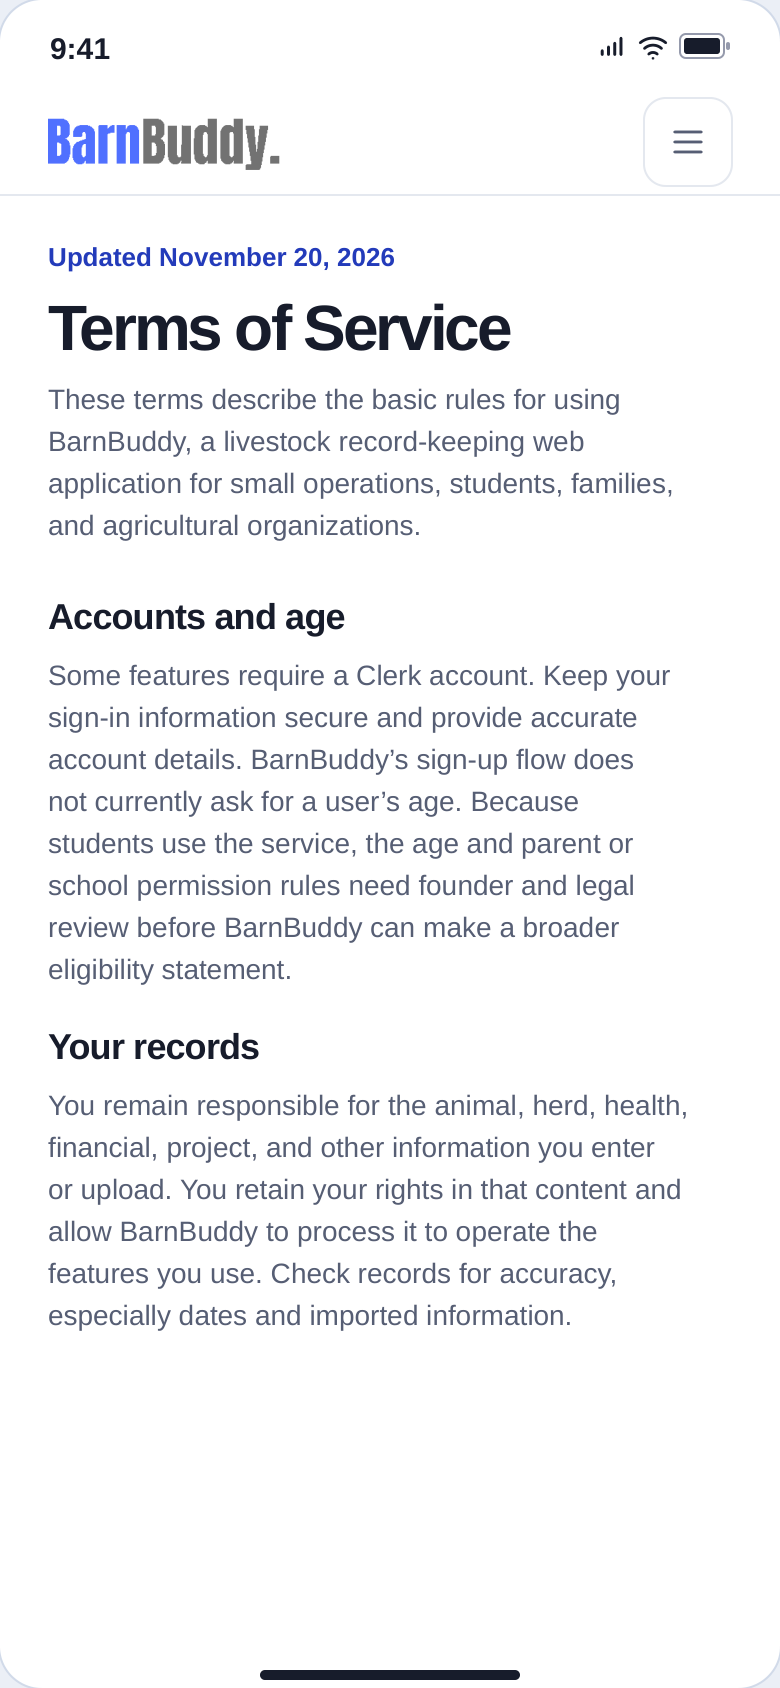 9:41
BarnBuddy.
Updated November 20, 2026
Terms of Service
These terms describe the basic rules for using
BarnBuddy, a livestock record-keeping web
application for small operations, students, families,
and agricultural organizations.
Accounts and age
Some features require a Clerk account. Keep your
sign-in information secure and provide accurate
account details. BarnBuddy’s sign-up flow does
not currently ask for a user’s age. Because
students use the service, the age and parent or
school permission rules need founder and legal
review before BarnBuddy can make a broader
eligibility statement.
Your records
You remain responsible for the animal, herd, health,
financial, project, and other information you enter
or upload. You retain your rights in that content and
allow BarnBuddy to process it to operate the
features you use. Check records for accuracy,
especially dates and imported information.